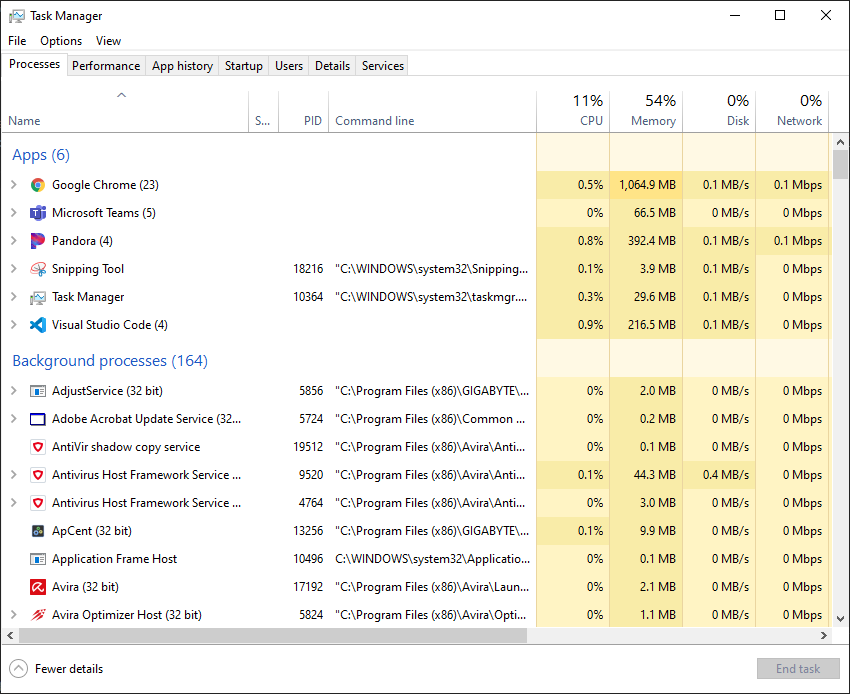 Task Manager
File Options View
Processes Performance App history Startup Users Details Services
11% 54% 0% 0%
Name S... PID Command line CPU Memory Disk Network
Apps (6)
Google Chrome (23) 0.5% 1,064.9 MB 0.1 MB/s 0.1 Mbps
Microsoft Teams (5) 0% 66.5 MB 0 MB/s 0 Mbps
Pandora (4) 0.8% 392.4 MB 0.1 MB/s 0.1 Mbps
Snipping Tool 18216 "C:\WINDOWS\system32\Snipping... 0.1% 3.9 MB 0.1 MB/s 0 Mbps
Task Manager 10364 "C:\WINDOWS\system32\taskmgr.... 0.3% 29.6 MB 0.1 MB/s 0 Mbps
Visual Studio Code (4) 0.9% 216.5 MB 0.1 MB/s 0 Mbps
Background processes (164)
AdjustService (32 bit) 5856 "C:\Program Files (x86)\GIGABYTE\... 0% 2.0 MB 0 MB/s 0 Mbps
Adobe Acrobat Update Service (32... 5724 "C:\Program Files (x86)\Common ... 0% 0.2 MB 0 MB/s 0 Mbps
AntiVir shadow copy service 19512 "C:\Program Files (x86)\Avira\Anti... 0% 0.1 MB 0 MB/s 0 Mbps
Antivirus Host Framework Service ... 9520 "C:\Program Files (x86)\Avira\Anti... 0.1% 44.3 MB 0.4 MB/s 0 Mbps
Antivirus Host Framework Service ... 4764 "C:\Program Files (x86)\Avira\Anti... 0% 3.0 MB 0 MB/s 0 Mbps
ApCent (32 bit) 13256 "C:\Program Files (x86)\GIGABYTE\... 0.1% 9.9 MB 0 MB/s 0 Mbps
Application Frame Host 10496 C:\WINDOWS\system32\Applicatio... 0% 0.1 MB 0 MB/s 0 Mbps
Avira (32 bit) 17192 "C:\Program Files (x86)\Avira\Laun... 0% 2.1 MB 0 MB/s 0 Mbps
Avira Optimizer Host (32 bit) 5824 "C:\Program Files (x86)\Avira\Opti... 0% 1.1 MB 0 MB/s 0 Mbps
Fewer details End task